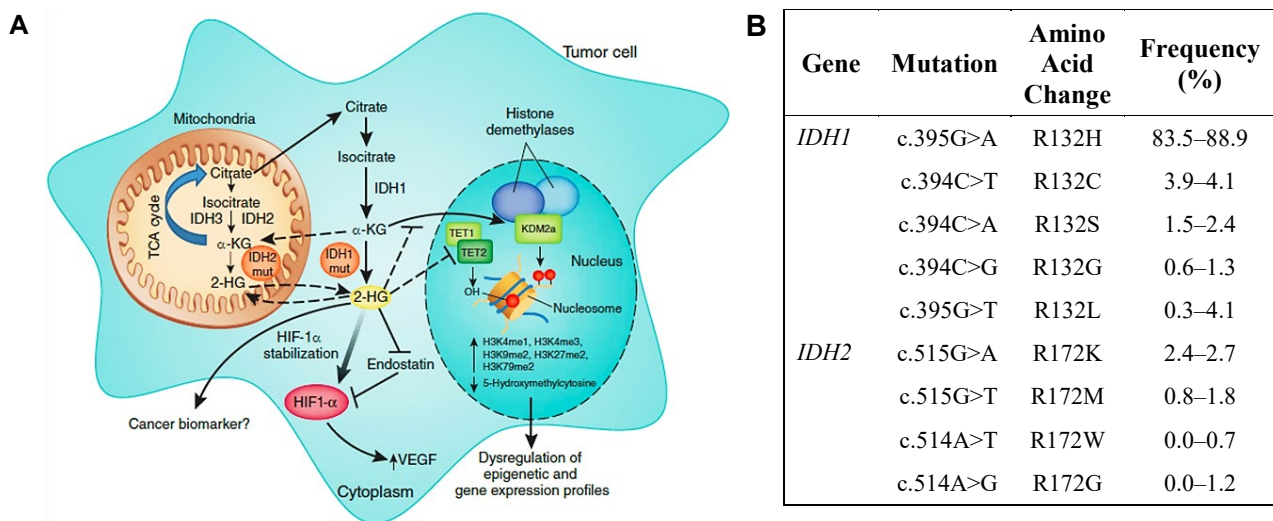 A
Tumor cell
Mitochondria
Citrate
Isocitrate
IDH3 IDH2
α-KG
IDH2
mut
2-HG
TCA cycle
Citrate
Isocitrate
IDH1
α-KG
IDH1
mut
2-HG
HIF-1α
stabilization
Endostatin
HIF1-α
VEGF
Cytoplasm
Cancer biomarker?
Histone
demethylases
KDM2a
TET1
TET2
Nucleus
OH
Nucleosome
H3K4me1, H3K4me3,
H3K9me2, H3K27me2,
H3K79me2
5-Hydroxymethylcytosine
Dysregulation of
epigenetic and
gene expression profiles
B
Gene Mutation Amino Acid Change Frequency (%)
IDH1 c.395G>A R132H 83.5–88.9
c.394C>T R132C 3.9–4.1
c.394C>A R132S 1.5–2.4
c.394C>G R132G 0.6–1.3
c.395G>T R132L 0.3–4.1
IDH2 c.515G>A R172K 2.4–2.7
c.515G>T R172M 0.8–1.8
c.514A>T R172W 0.0–0.7
c.514A>G R172G 0.0–1.2